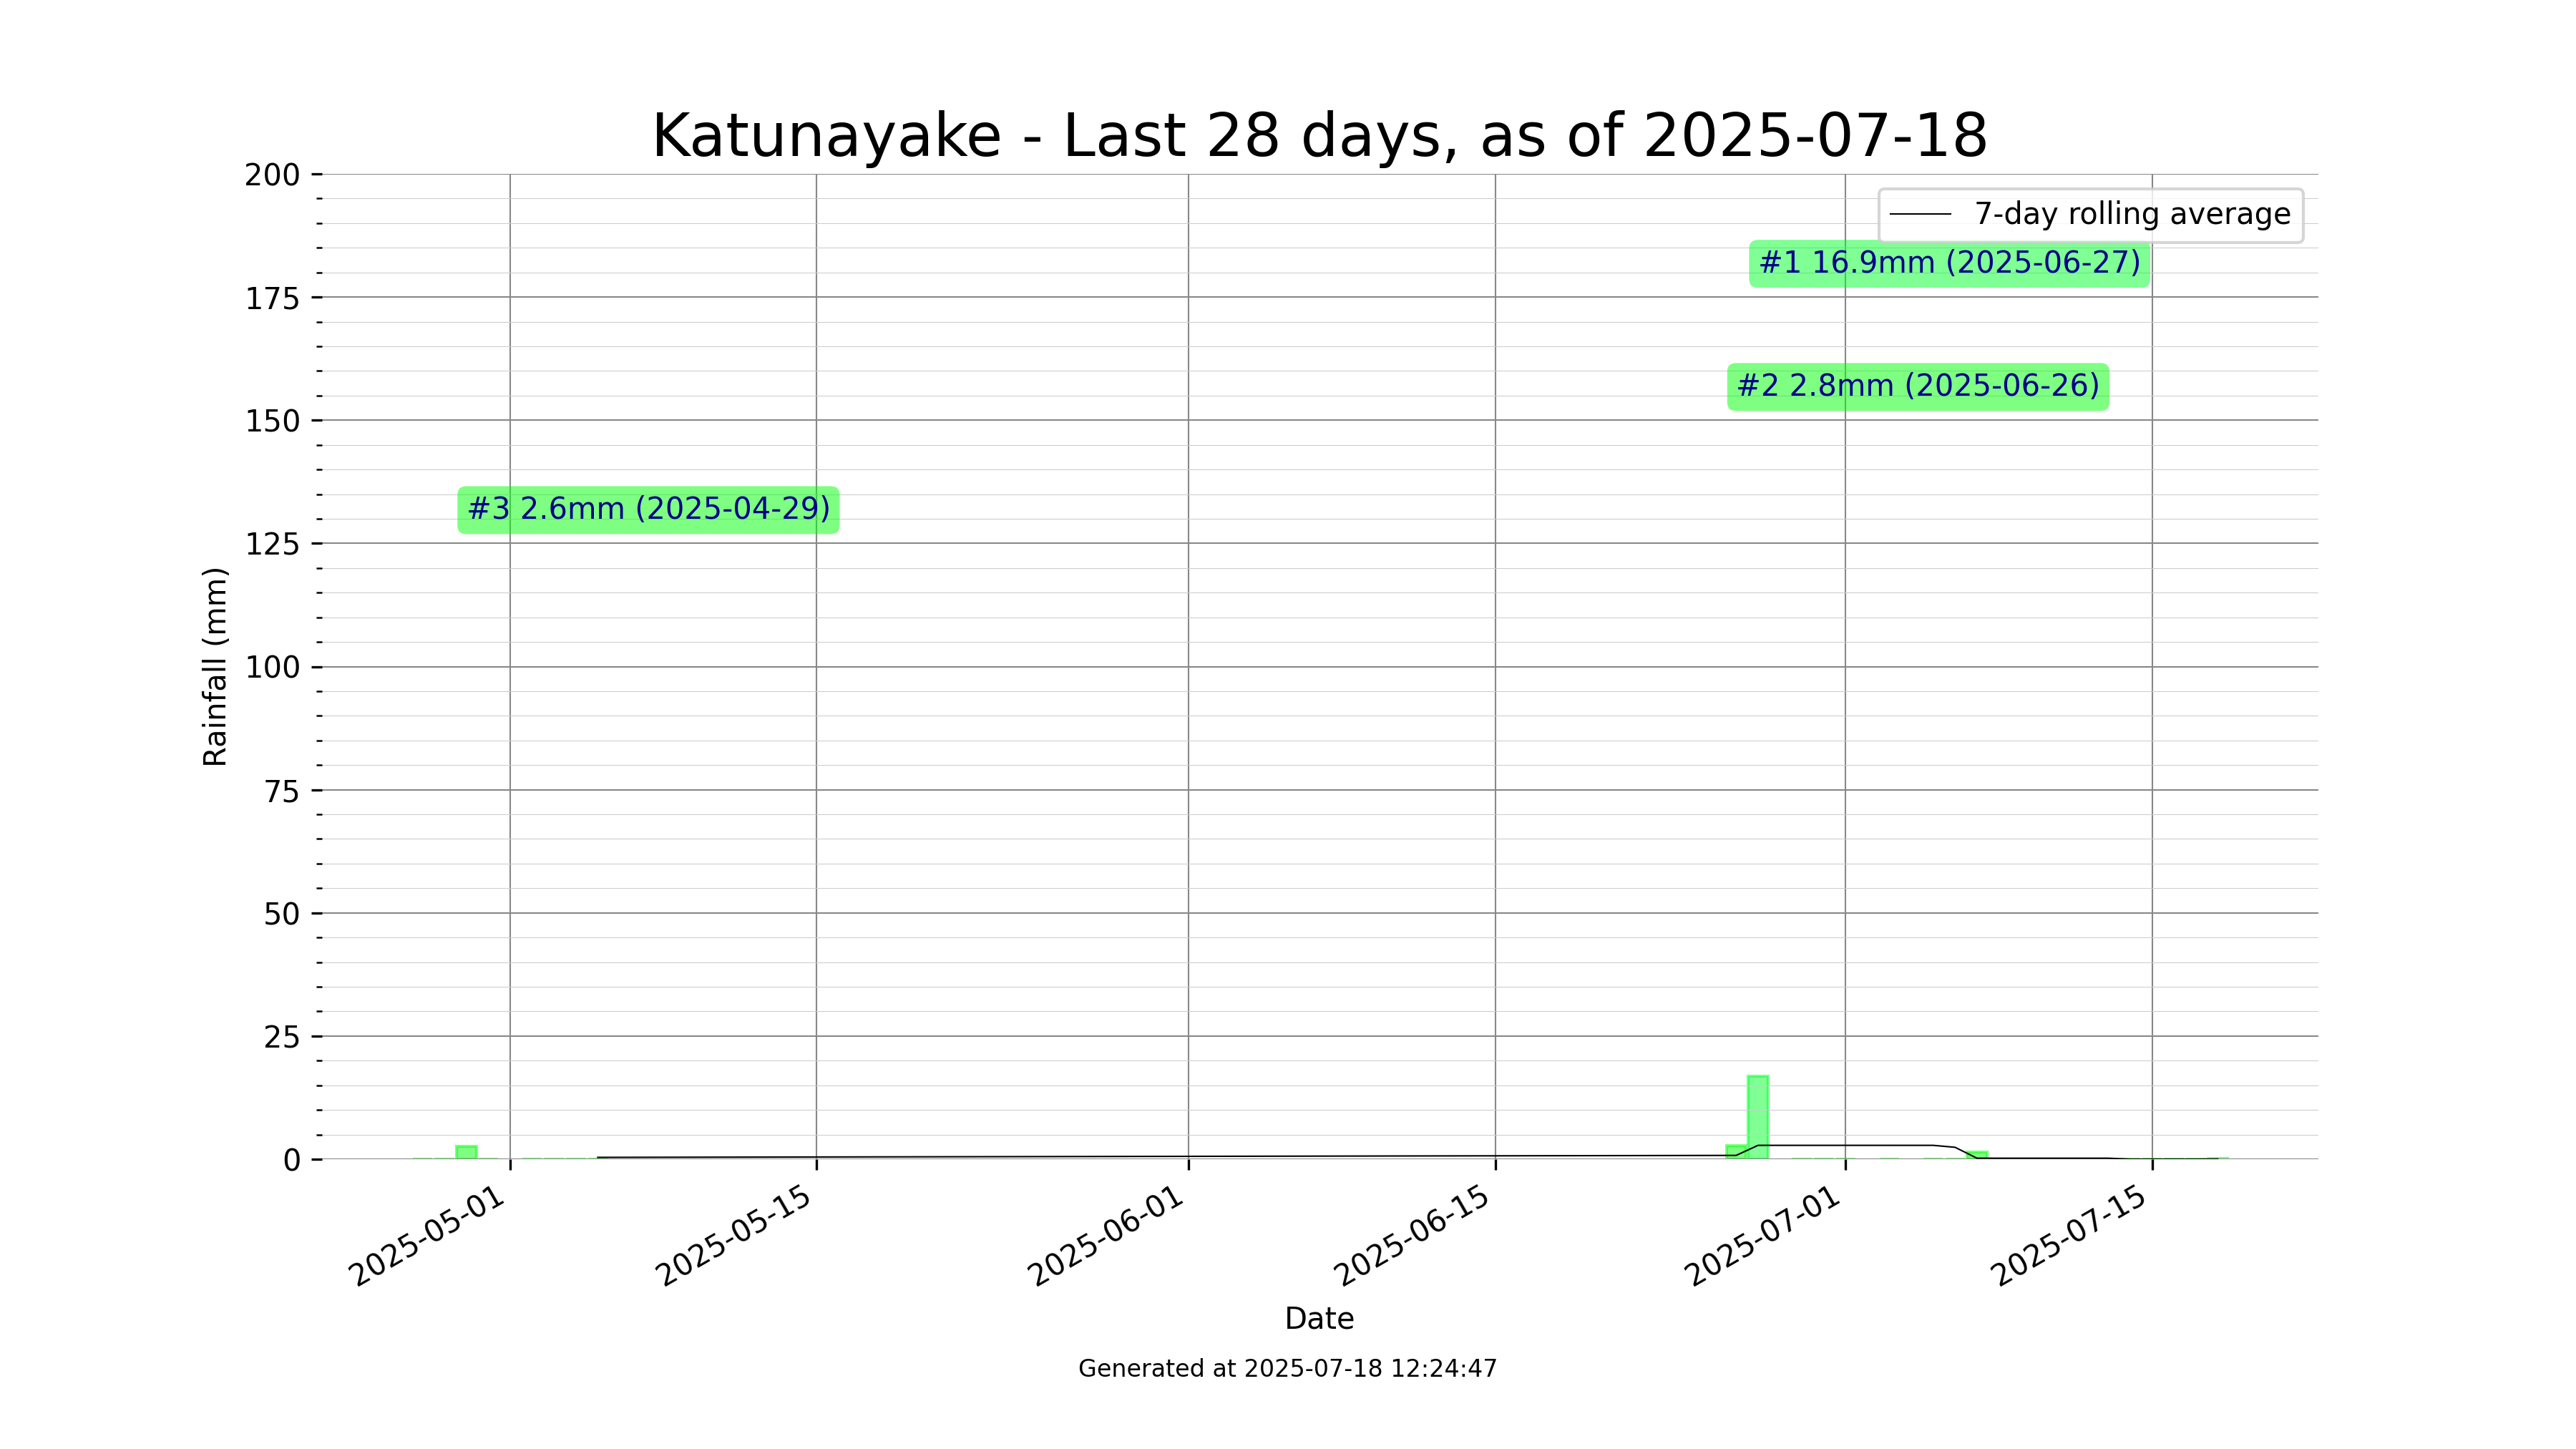 Katunayake - Last 28 days, as of 2025-07-18
200
175
150
125
100
75
50
25
0
Rainfall (mm)
7-day rolling average
#1 16.9mm (2025-06-27)
#2 2.8mm (2025-06-26)
#3 2.6mm (2025-04-29)
2025-05-01
2025-05-15
2025-06-01
2025-06-15
2025-07-01
2025-07-15
Date
Generated at 2025-07-18 12:24:47